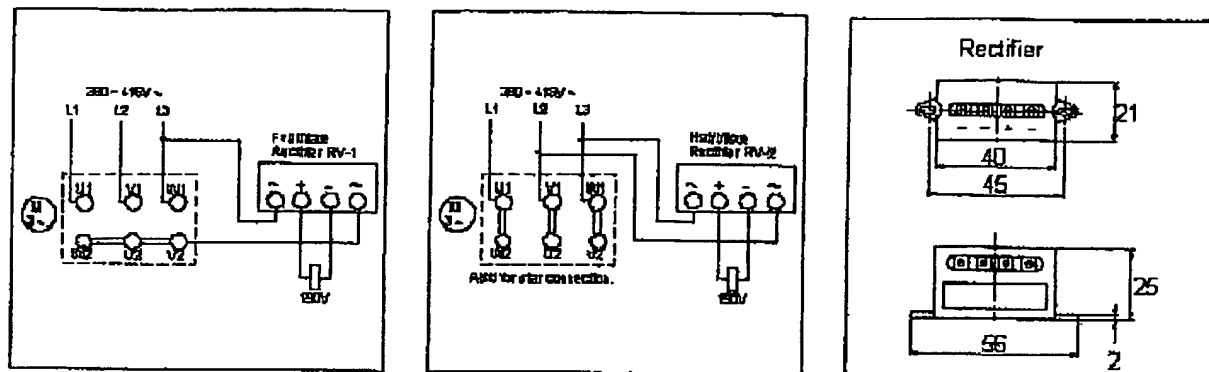 380 - 415V ~
L1 L2 L3
Full Wave
Rectifier RV-1
~ + - ~
U1 V1 W1
M
3~
W2 U2 V2
190V
380 - 415V ~
L1 L2 L3
Half Wave
Rectifier RV-2
~ + - ~
U1 V1 W1
M
3~
W2 U2 V2
Also for star connection.
190V
Rectifier
21
40
45
25
56
2